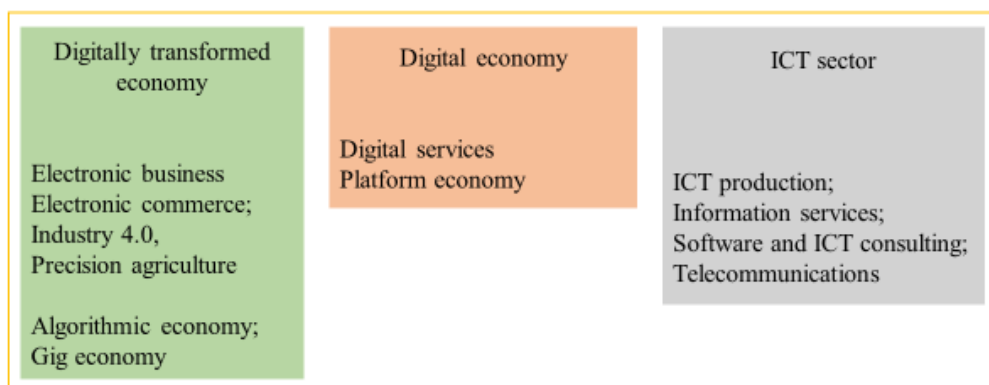 Digitally transformed
economy
Electronic business
Electronic commerce;
Industry 4.0,
Precision agriculture
Algorithmic economy;
Gig economy
Digital economy
Digital services
Platform economy
ICT sector
ICT production;
Information services;
Software and ICT consulting;
Telecommunications